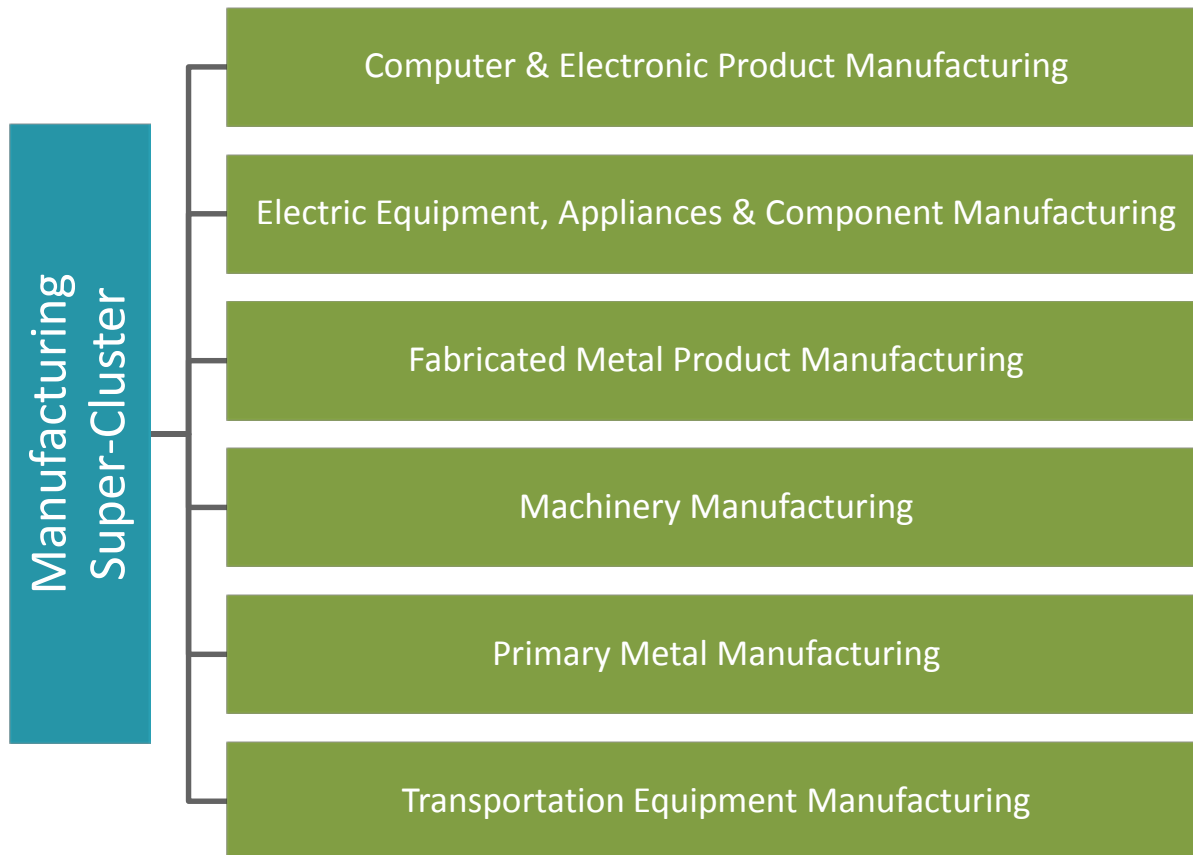 Manufacturing
Super-Cluster
Computer & Electronic Product Manufacturing
Electric Equipment, Appliances & Component Manufacturing
Fabricated Metal Product Manufacturing
Machinery Manufacturing
Primary Metal Manufacturing
Transportation Equipment Manufacturing